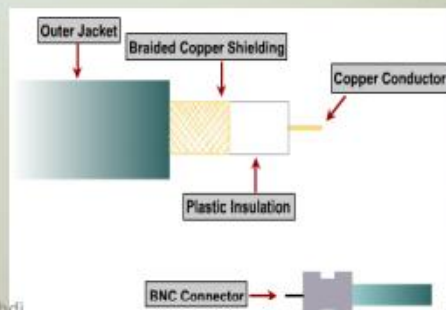 Outer Jacket
Braided Copper Shielding
Copper Conductor
Plastic Insulation
BNC Connector